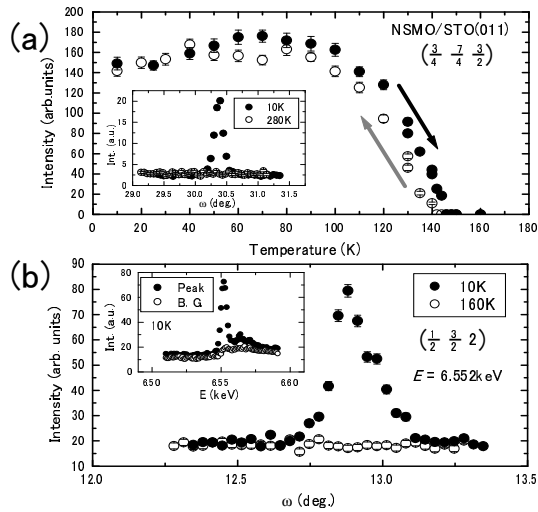 (a)
NSMO/STO(011)
(3/4 7/4 3/2)
Intensity (arb.units)
200
180
160
140
120
100
80
60
40
20
0
0 20 40 60 80 100 120 140 160 180
Temperature (K)
Int. (a.u.)
20
15
10
5
0
10K
280K
29.0 29.5 30.0 30.5 31.0 31.5
ω (deg.)
(b)
Intensity (arb. units)
90
80
70
60
50
40
30
20
10
12.0 12.5 13.0 13.5
ω (deg.)
10K
160K
(1/2 3/2 2)
E = 6.552keV
Int. (a.u.)
80
60
40
20
0
Peak
B. G
10K
6.50 6.55 6.60
E (keV)